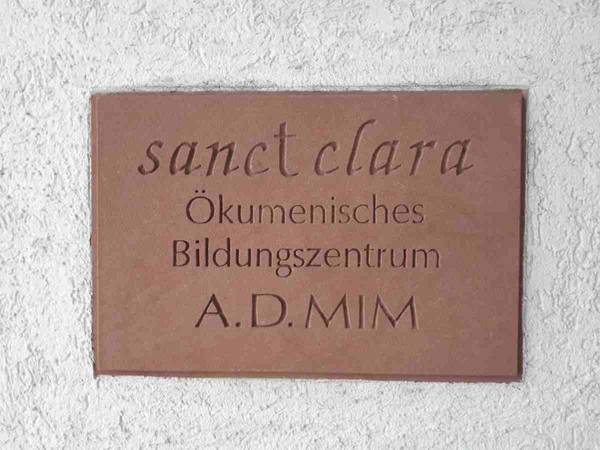 sanct clara
Ökumenisches
Bildungszentrum
A.D.MIM